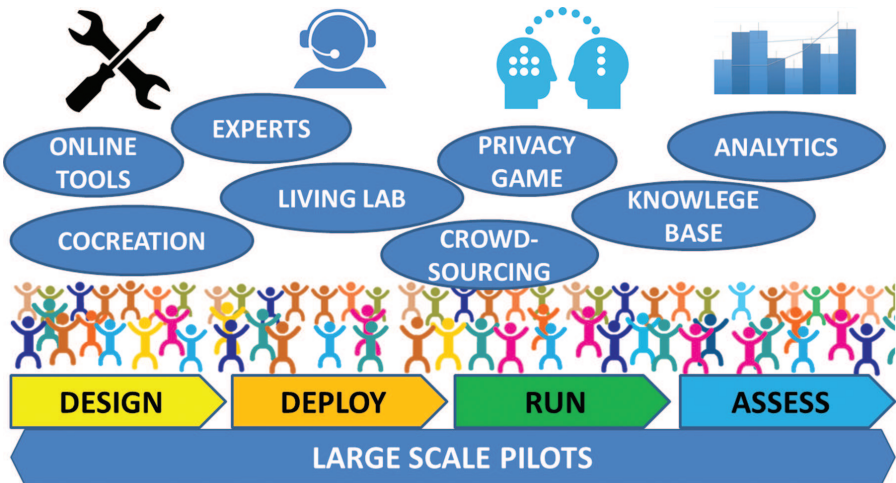 EXPERTS
ONLINE
TOOLS
PRIVACY
GAME
ANALYTICS
LIVING LAB
KNOWLEGE
BASE
COCREATION
CROWD-
SOURCING
DESIGN
DEPLOY
RUN
ASSESS
LARGE SCALE PILOTS